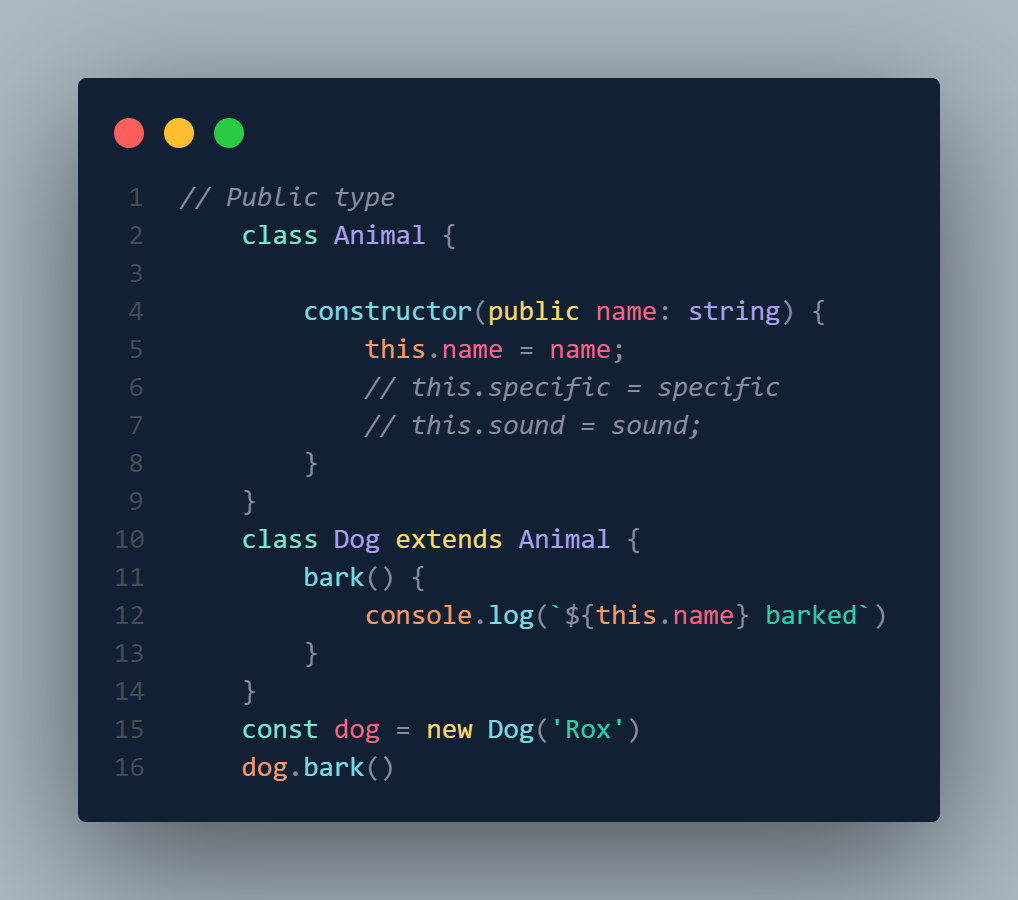 1 // Public type
2     class Animal {
3
4         constructor(public name: string) {
5             this.name = name;
6             // this.specific = specific
7             // this.sound = sound;
8         }
9     }
10     class Dog extends Animal {
11         bark() {
12             console.log(`${this.name} barked`)
13         }
14     }
15     const dog = new Dog('Rox')
16     dog.bark()